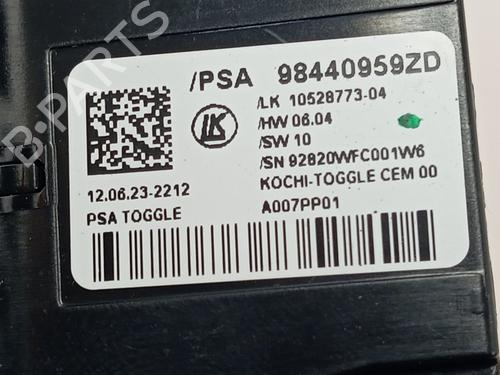 /PSA 98440959ZD
/LK 10528773-04
LK
/HW 06.04
/SW 10
/SN 92820WFC001W6
12.06.23-2212
KOCHI-TOGGLE CEM 00
PSA TOGGLE
A007PP01